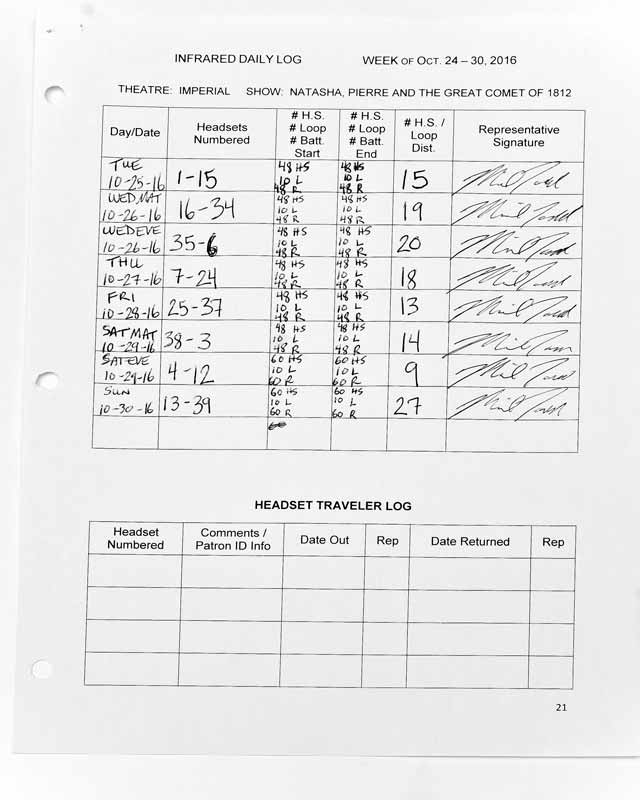 INFRARED DAILY LOG WEEK OF OCT. 24 – 30, 2016
THEATRE: IMPERIAL SHOW: NATASHA, PIERRE AND THE GREAT COMET OF 1812
Day/Date Headsets Numbered # H.S. # Loop # Batt. Start # H.S. # Loop # Batt. End # H.S. / Loop Dist. Representative Signature
TUE 10-25-16 1-15 48 HS 10 L 48 R 48 HS 10 L 48 R 15
WED, MAT 10-26-16 16-34 48 HS 10 L 48 R 48 HS 10 L 48 R 19
WED EVE 10-26-16 35-6 48 HS 10 L 48 R 48 HS 10 L 48 R 20
THU 10-27-16 7-24 48 HS 10 L 48 R 48 HS 10 L 48 R 18
FRI 10-28-16 25-37 48 HS 10 L 48 R 48 HS 10 L 48 R 13
SAT MAT 10-29-16 38-3 48 HS 10 L 48 R 48 HS 10 L 48 R 14
SAT EVE 10-29-16 4-12 60 HS 10 L 60 R 60 HS 10 L 60 R 9
SUN 10-30-16 13-39 60 HS 10 L 60 R 60 HS 10 L 60 R 27
HEADSET TRAVELER LOG
Headset Numbered Comments / Patron ID Info Date Out Rep Date Returned Rep
21